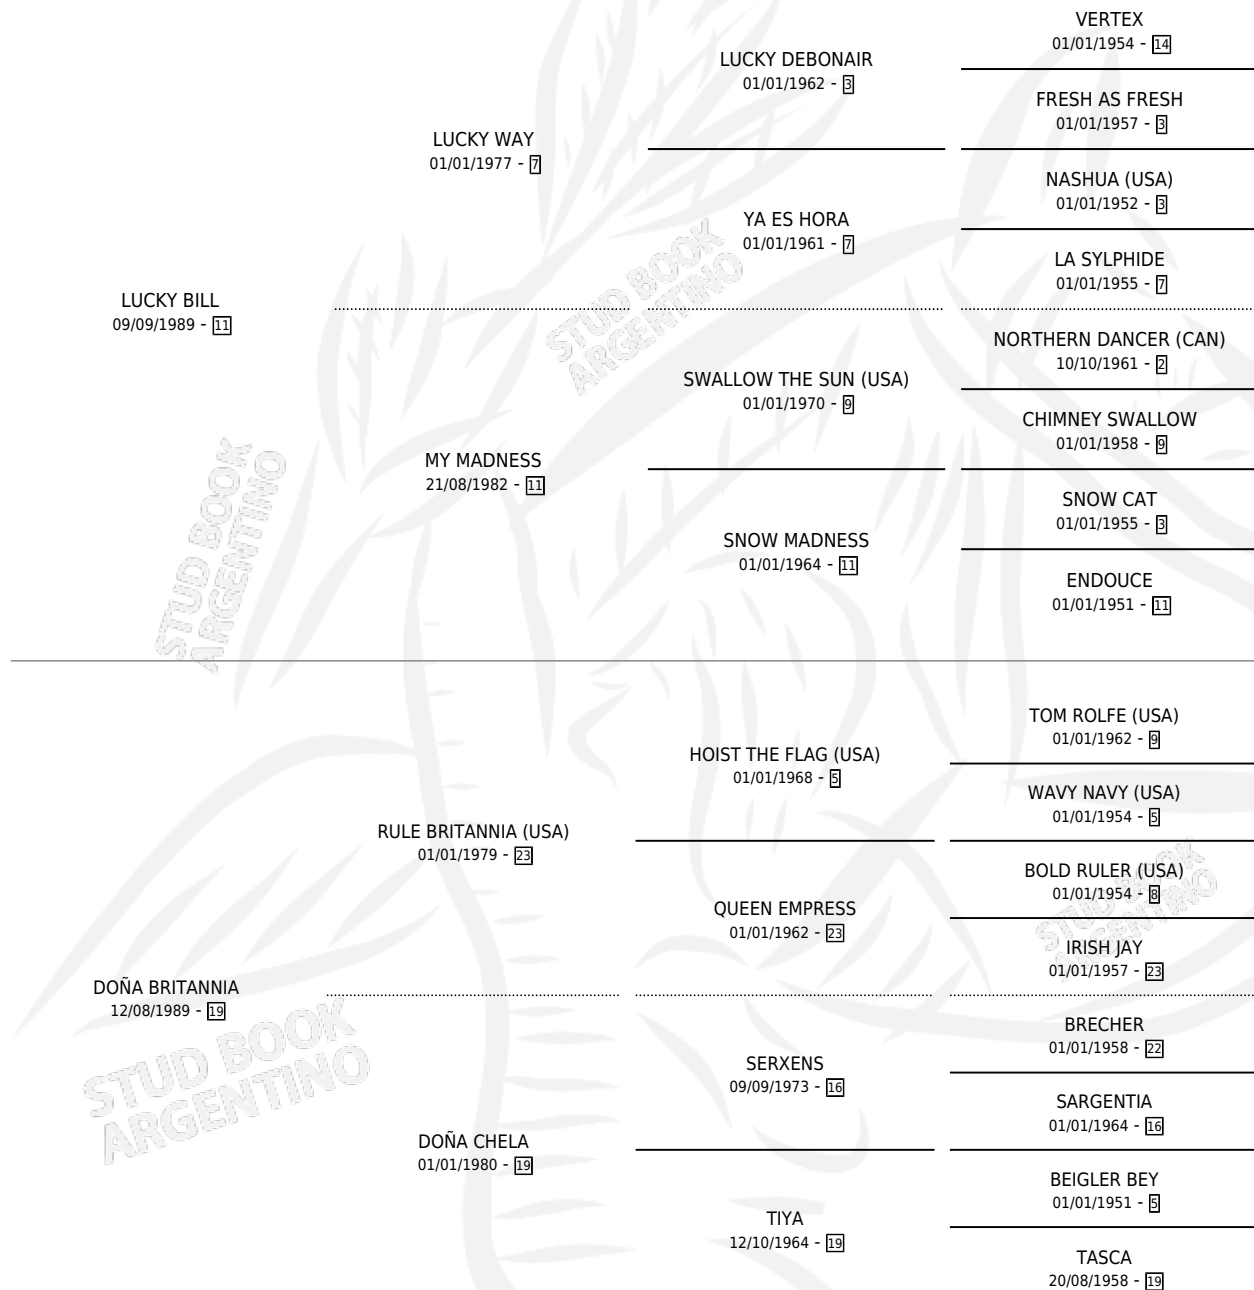 VERTEX
01/01/1954 - 14
LUCKY DEBONAIR
01/01/1962 - 3
FRESH AS FRESH
01/01/1957 - 3
LUCKY WAY
01/01/1977 - 7
NASHUA (USA)
01/01/1952 - 3
YA ES HORA
01/01/1961 - 7
LA SYLPHIDE
01/01/1955 - 7
LUCKY BILL
09/09/1989 - 11
NORTHERN DANCER (CAN)
10/10/1961 - 2
SWALLOW THE SUN (USA)
01/01/1970 - 9
CHIMNEY SWALLOW
01/01/1958 - 9
MY MADNESS
21/08/1982 - 11
SNOW CAT
01/01/1955 - 3
SNOW MADNESS
01/01/1964 - 11
ENDOUCE
01/01/1951 - 11
TOM ROLFE (USA)
01/01/1962 - 9
HOIST THE FLAG (USA)
01/01/1968 - 5
WAVY NAVY (USA)
01/01/1954 - 5
RULE BRITANNIA (USA)
01/01/1979 - 23
BOLD RULER (USA)
01/01/1954 - 8
QUEEN EMPRESS
01/01/1962 - 23
IRISH JAY
01/01/1957 - 23
DOÑA BRITANNIA
12/08/1989 - 19
BRECHER
01/01/1958 - 22
SERXENS
09/09/1973 - 16
SARGENTIA
01/01/1964 - 16
DOÑA CHELA
01/01/1980 - 19
BEIGLER BEY
01/01/1951 - 5
TIYA
12/10/1964 - 19
TASCA
20/08/1958 - 19
STUD BOOK
ARGENTINO
STUD BOOK
ARGENTINO
STUD BOOK
ARGENTINO
STUD BOOK
ARGENTINO